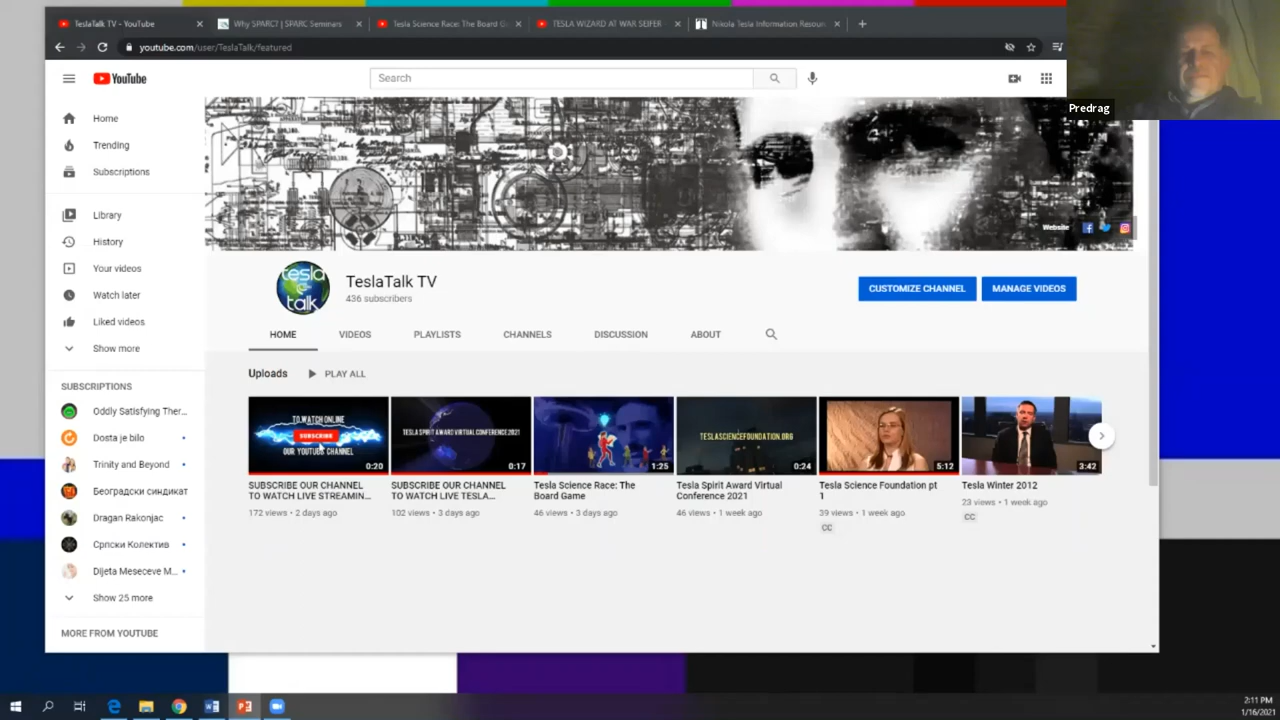 TeslaTalk TV - YouTube
Why SPARC? | SPARC Seminars
Tesla Science Race: The Board G
TESLA WIZARD AT WAR SEIFER
Nikola Tesla Information Resour
youtube.com/user/TeslaTalk/featured
YouTube
Search
Predrag
Home
Trending
Subscriptions
Library
History
Your videos
Watch later
Liked videos
Show more
SUBSCRIPTIONS
Oddly Satisfying Ther...
Dosta je bilo
Trinity and Beyond
Београдски синдикат
Dragan Rakonjac
Српски Колектив
Dijeta Meseceve M...
Show 25 more
MORE FROM YOUTUBE
Website
tesla talk
TeslaTalk TV
436 subscribers
CUSTOMIZE CHANNEL
MANAGE VIDEOS
HOME
VIDEOS
PLAYLISTS
CHANNELS
DISCUSSION
ABOUT
Uploads
PLAY ALL
TO WATCH ONLINE
SUBSCRIBE
OUR YOUTUBE CHANNEL
0:20
SUBSCRIBE OUR CHANNEL
TO WATCH LIVE STREAMIN...
172 views • 2 days ago
TESLA SPIRIT AWARD VIRTUAL CONFERENCE 2021
0:17
SUBSCRIBE OUR CHANNEL
TO WATCH LIVE TESLA...
102 views • 3 days ago
1:25
Tesla Science Race: The
Board Game
46 views • 3 days ago
TESLASCIENCEFOUNDATION.ORG
0:24
Tesla Spirit Award Virtual
Conference 2021
46 views • 1 week ago
5:12
Tesla Science Foundation pt
1
39 views • 1 week ago
CC
3:42
Tesla Winter 2012
23 views • 1 week ago
CC
2:11 PM
1/16/2021